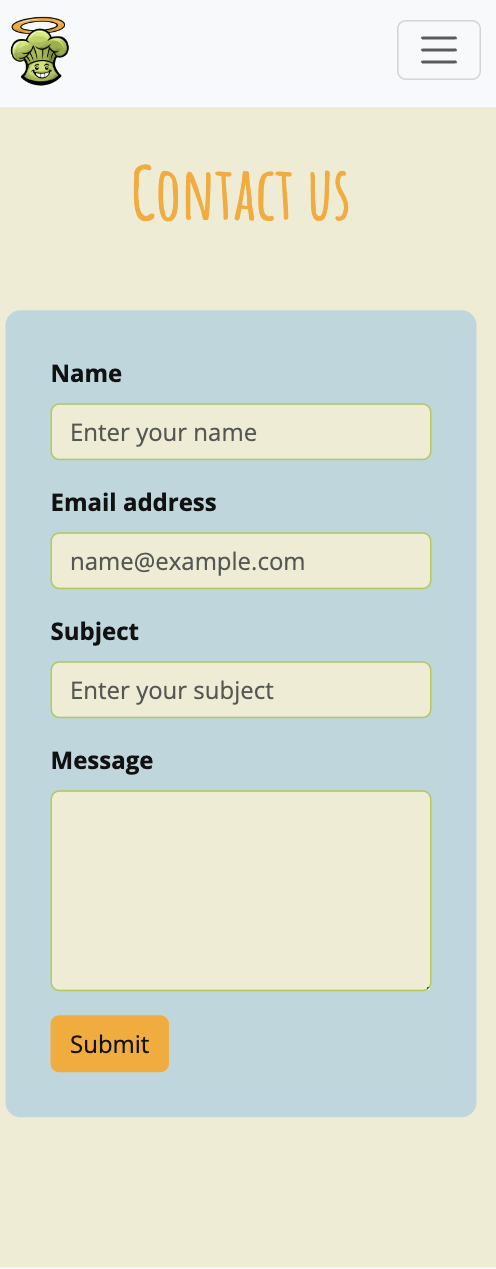 Contact us
Name
Enter your name
Email address
name@example.com
Subject
Enter your subject
Message
Submit